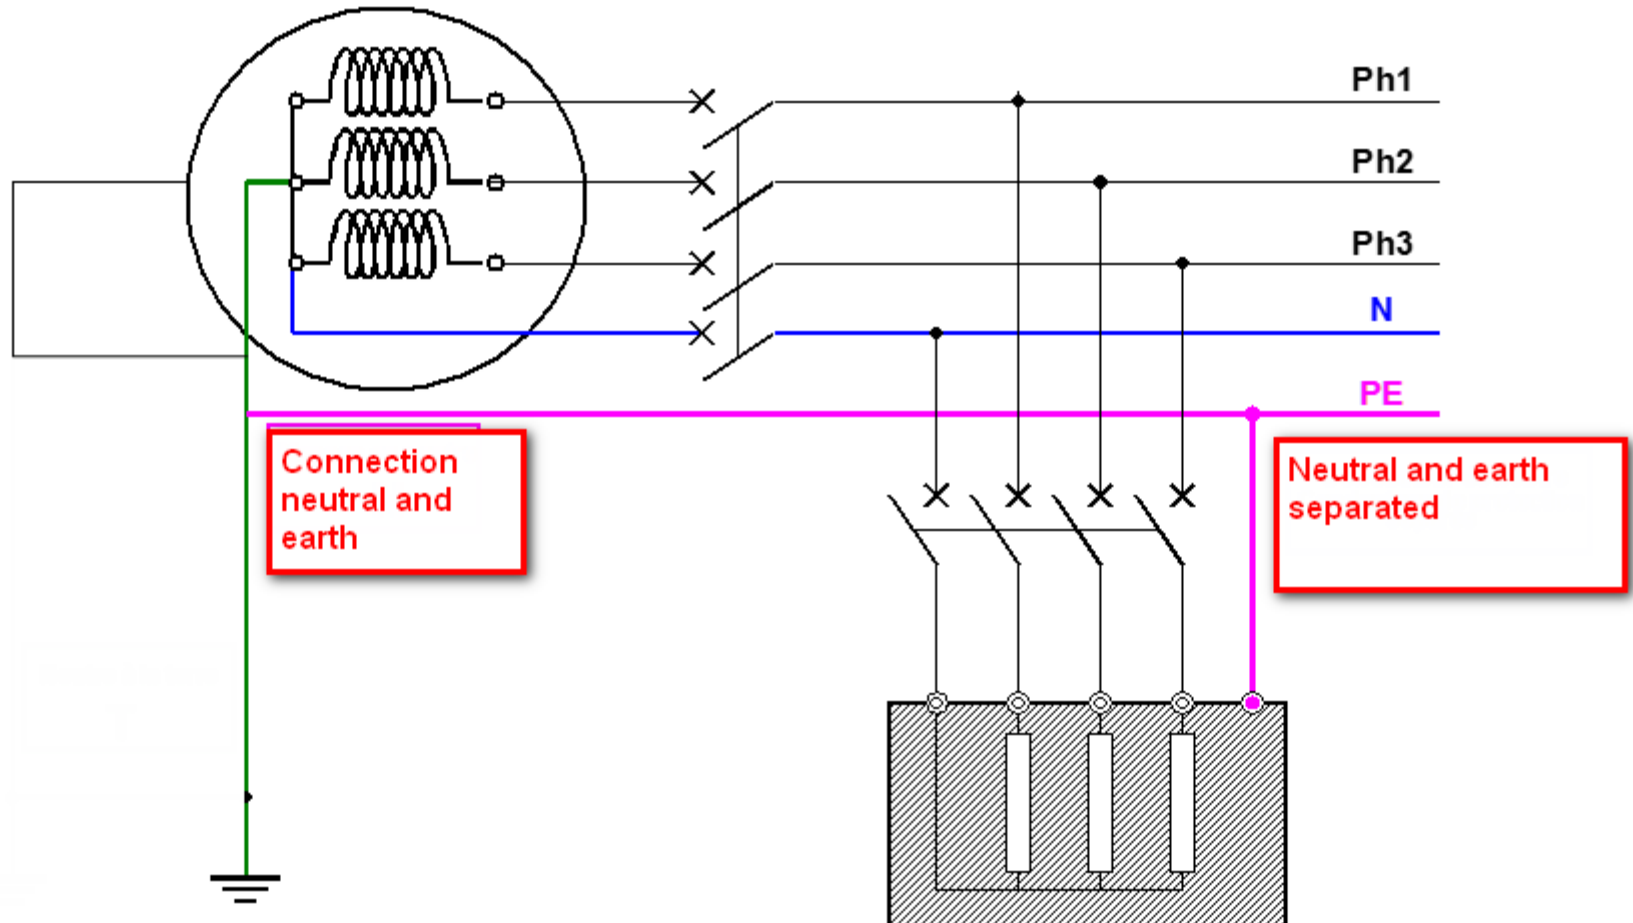 Ph1
Ph2
Ph3
N
PE
Connection
neutral and
earth
Neutral and earth
separated